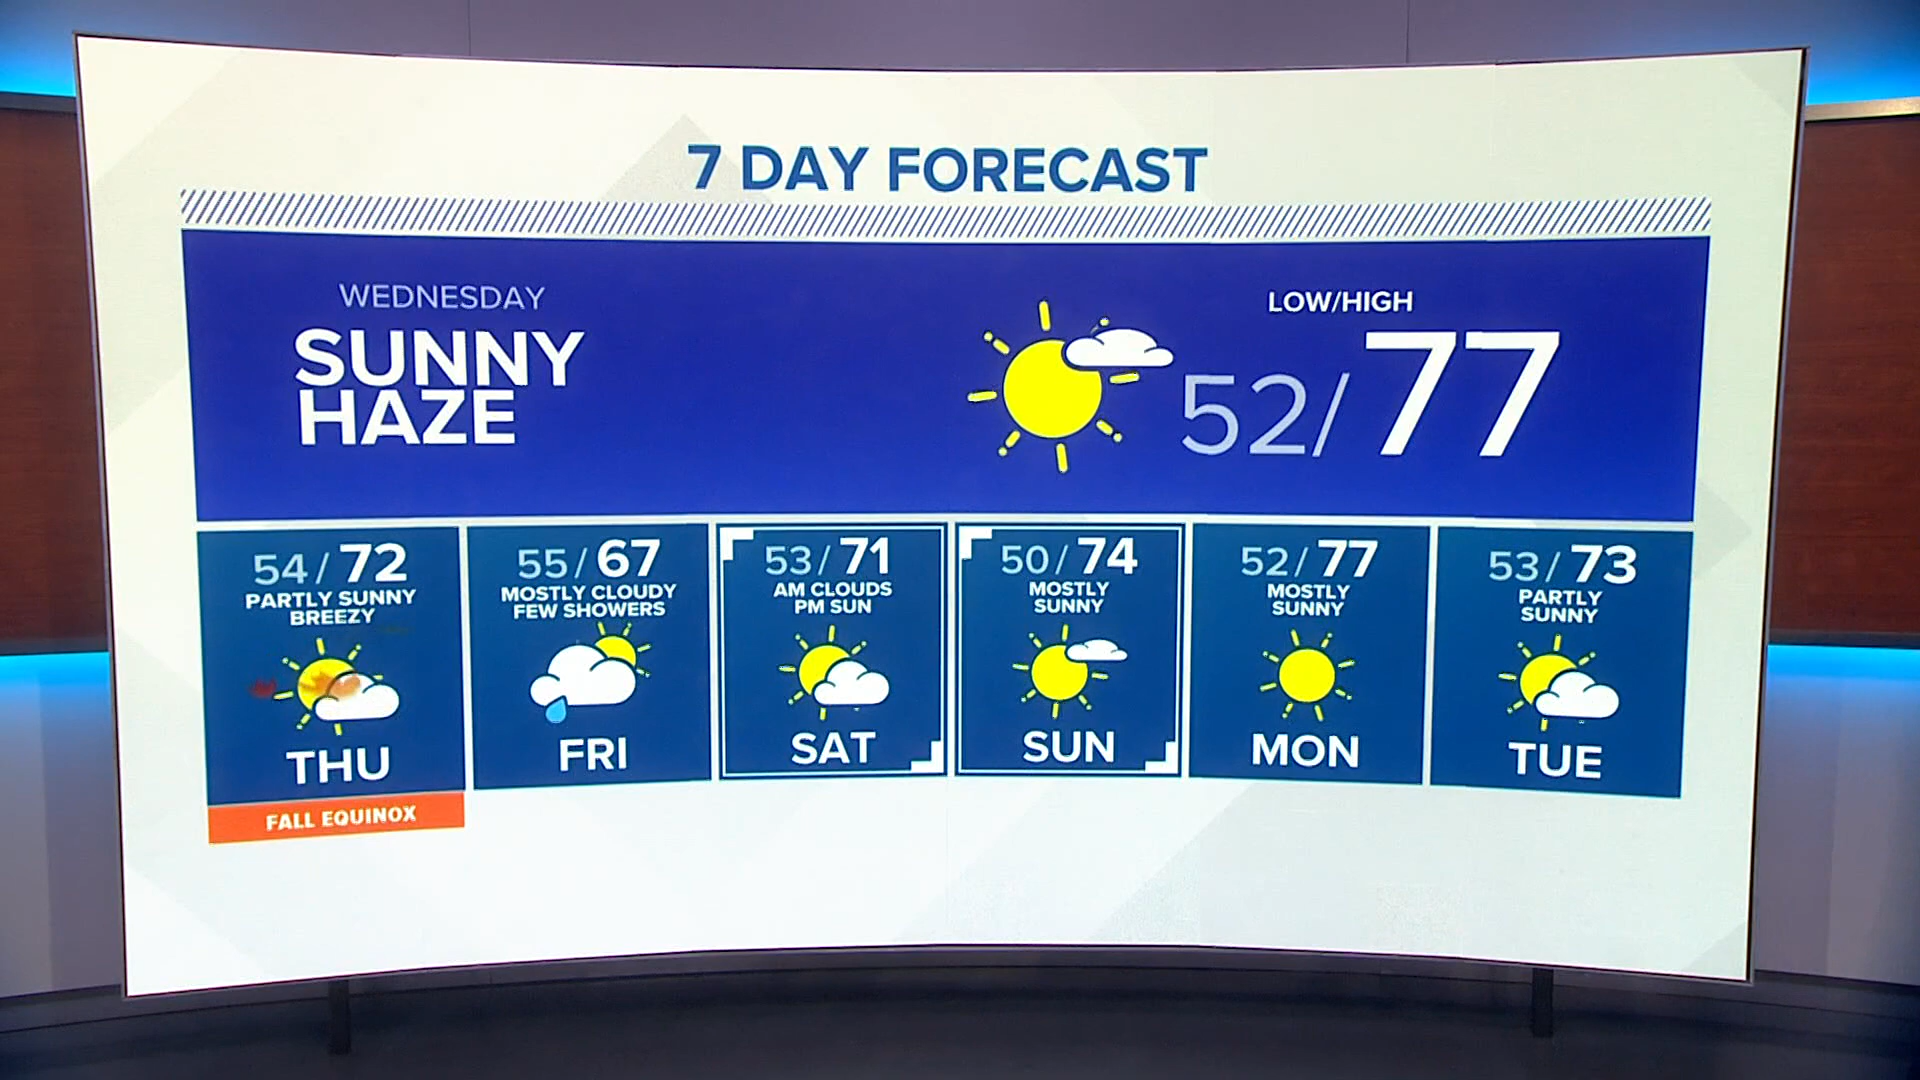 7 DAY FORECAST
WEDNESDAY
SUNNY
HAZE
LOW/HIGH
52/77
54/72
PARTLY SUNNY
BREEZY
THU
FALL EQUINOX
55/67
MOSTLY CLOUDY
FEW SHOWERS
FRI
53/71
AM CLOUDS
PM SUN
SAT
50/74
MOSTLY
SUNNY
SUN
52/77
MOSTLY
SUNNY
MON
53/73
PARTLY
SUNNY
TUE